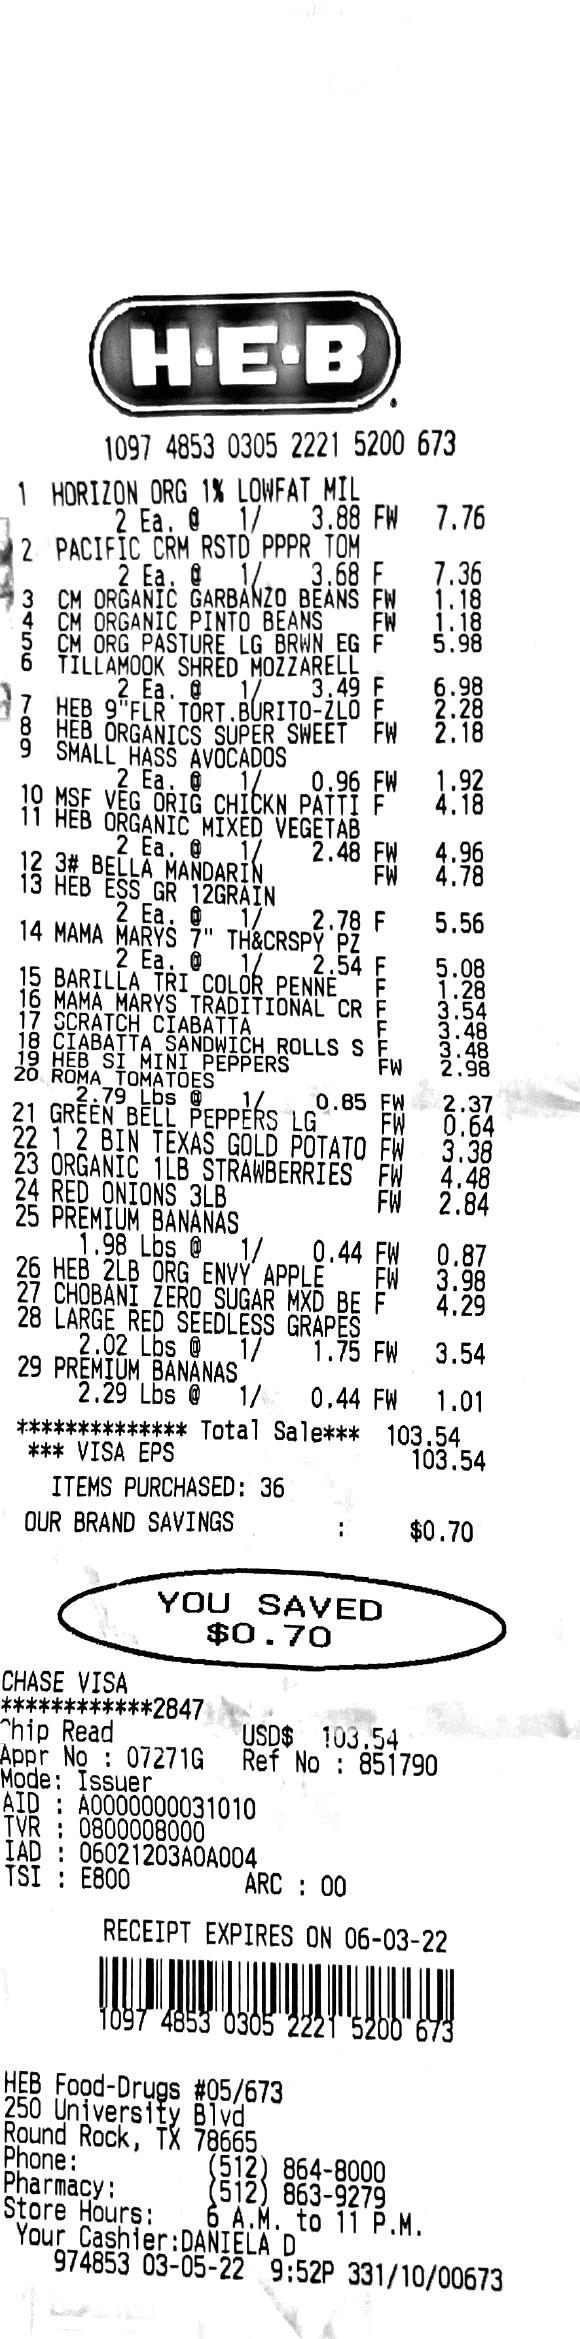 H·E·B
1097 4853 0305 2221 5200 673
1 HORIZON ORG 1% LOWFAT MIL
2 Ea. @ 1/ 3.88 FW 7.76
2 PACIFIC CRM RSTD PPPR TOM
2 Ea. @ 1/ 3.68 F 7.36
3 CM ORGANIC GARBANZO BEANS FW 1.18
4 CM ORGANIC PINTO BEANS FW 1.18
5 CM ORG PASTURE LG BRWN EG F 5.98
6 TILLAMOOK SHRED MOZZARELL
2 Ea. @ 1/ 3.49 F 6.98
7 HEB 9"FLR TORT.BURITO-ZLO F 2.28
8 HEB ORGANICS SUPER SWEET FW 2.18
9 SMALL HASS AVOCADOS
2 Ea. @ 1/ 0.96 FW 1.92
10 MSF VEG ORIG CHICKN PATTI F 4.18
11 HEB ORGANIC MIXED VEGETAB
2 Ea. @ 1/ 2.48 FW 4.96
12 3# BELLA MANDARIN FW 4.78
13 HEB ESS GR 12GRAIN
2 Ea. @ 1/ 2.78 F 5.56
14 MAMA MARYS 7" TH&CRSPY PZ
2 Ea. @ 1/ 2.54 F 5.08
15 BARILLA TRI COLOR PENNE F 1.28
16 MAMA MARYS TRADITIONAL CR F 3.54
17 SCRATCH CIABATTA F 3.48
18 CIABATTA SANDWICH ROLLS S F 3.48
19 HEB SI MINI PEPPERS FW 2.98
20 ROMA TOMATOES
2.79 Lbs @ 1/ 0.85 FW 2.37
21 GREEN BELL PEPPERS LG FW 0.64
22 1 2 BIN TEXAS GOLD POTATO FW 3.38
23 ORGANIC 1LB STRAWBERRIES FW 4.48
24 RED ONIONS 3LB FW 2.84
25 PREMIUM BANANAS
1.98 Lbs @ 1/ 0.44 FW 0.87
26 HEB 2LB ORG ENVY APPLE FW 3.98
27 CHOBANI ZERO SUGAR MXD BE F 4.29
28 LARGE RED SEEDLESS GRAPES
2.02 Lbs @ 1/ 1.75 FW 3.54
29 PREMIUM BANANAS
2.29 Lbs @ 1/ 0.44 FW 1.01
************** Total Sale*** 103.54
*** VISA EPS 103.54
ITEMS PURCHASED: 36
OUR BRAND SAVINGS : $0.70
YOU SAVED
$0.70
CHASE VISA
************2847
Chip Read USD$ 103.54
Appr No : 07271G Ref No : 851790
Mode: Issuer
AID : A0000000031010
TVR : 0800008000
IAD : 06021203A0A004
TSI : E800 ARC : 00
RECEIPT EXPIRES ON 06-03-22
1097 4853 0305 2221 5200 673
HEB Food-Drugs #05/673
250 University Blvd
Round Rock, TX 78665
Phone: (512) 864-8000
Pharmacy: (512) 863-9279
Store Hours: 6 A.M. to 11 P.M.
Your Cashier:DANIELA D
974853 03-05-22 9:52P 331/10/00673